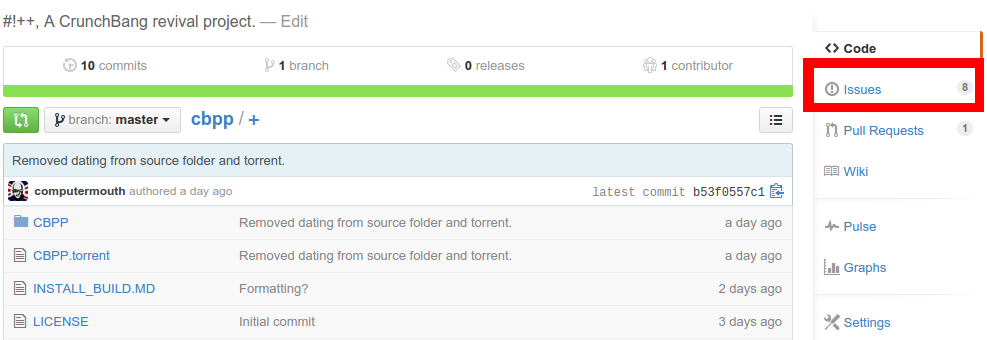 #!++, A CrunchBang revival project. — Edit
10 commits 1 branch 0 releases 1 contributor
branch: master cbpp / +
Removed dating from source folder and torrent.
computermouth authored a day ago latest commit b53f0557c1
CBPP Removed dating from source folder and torrent. a day ago
CBPP.torrent Removed dating from source folder and torrent. a day ago
INSTALL_BUILD.MD Formatting? 2 days ago
LICENSE Initial commit 3 days ago
Code
Issues 8
Pull Requests 1
Wiki
Pulse
Graphs
Settings